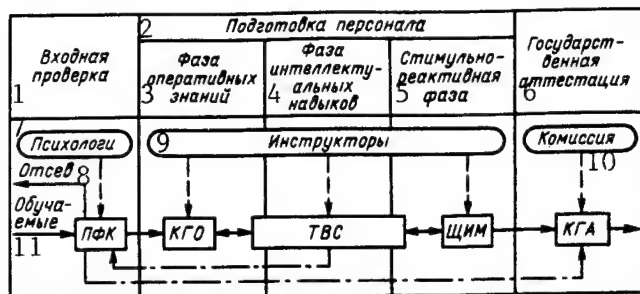 2 Подготовка персонала
Входная
проверка
1
Фаза
оперативных
знаний
3
Фаза
интеллекту-
альных
навыков
4
Стимульно-
реактивная
фаза
5
Государст-
венная
аттестация
6
7
Психологи
9 Инструкторы
Комиссия
10
Отсев 8
Обуча-
емые
11
ПФК
КГО
ТВС
ЩИМ
КГА